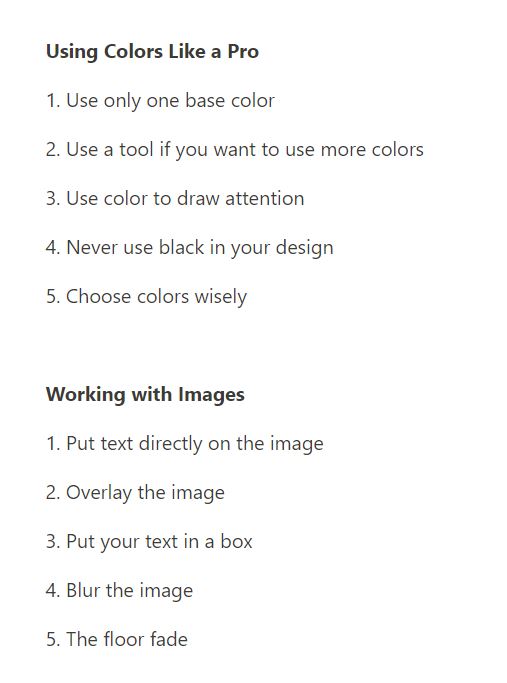 Using Colors Like a Pro
1. Use only one base color
2. Use a tool if you want to use more colors
3. Use color to draw attention
4. Never use black in your design
5. Choose colors wisely
Working with Images
1. Put text directly on the image
2. Overlay the image
3. Put your text in a box
4. Blur the image
5. The floor fade